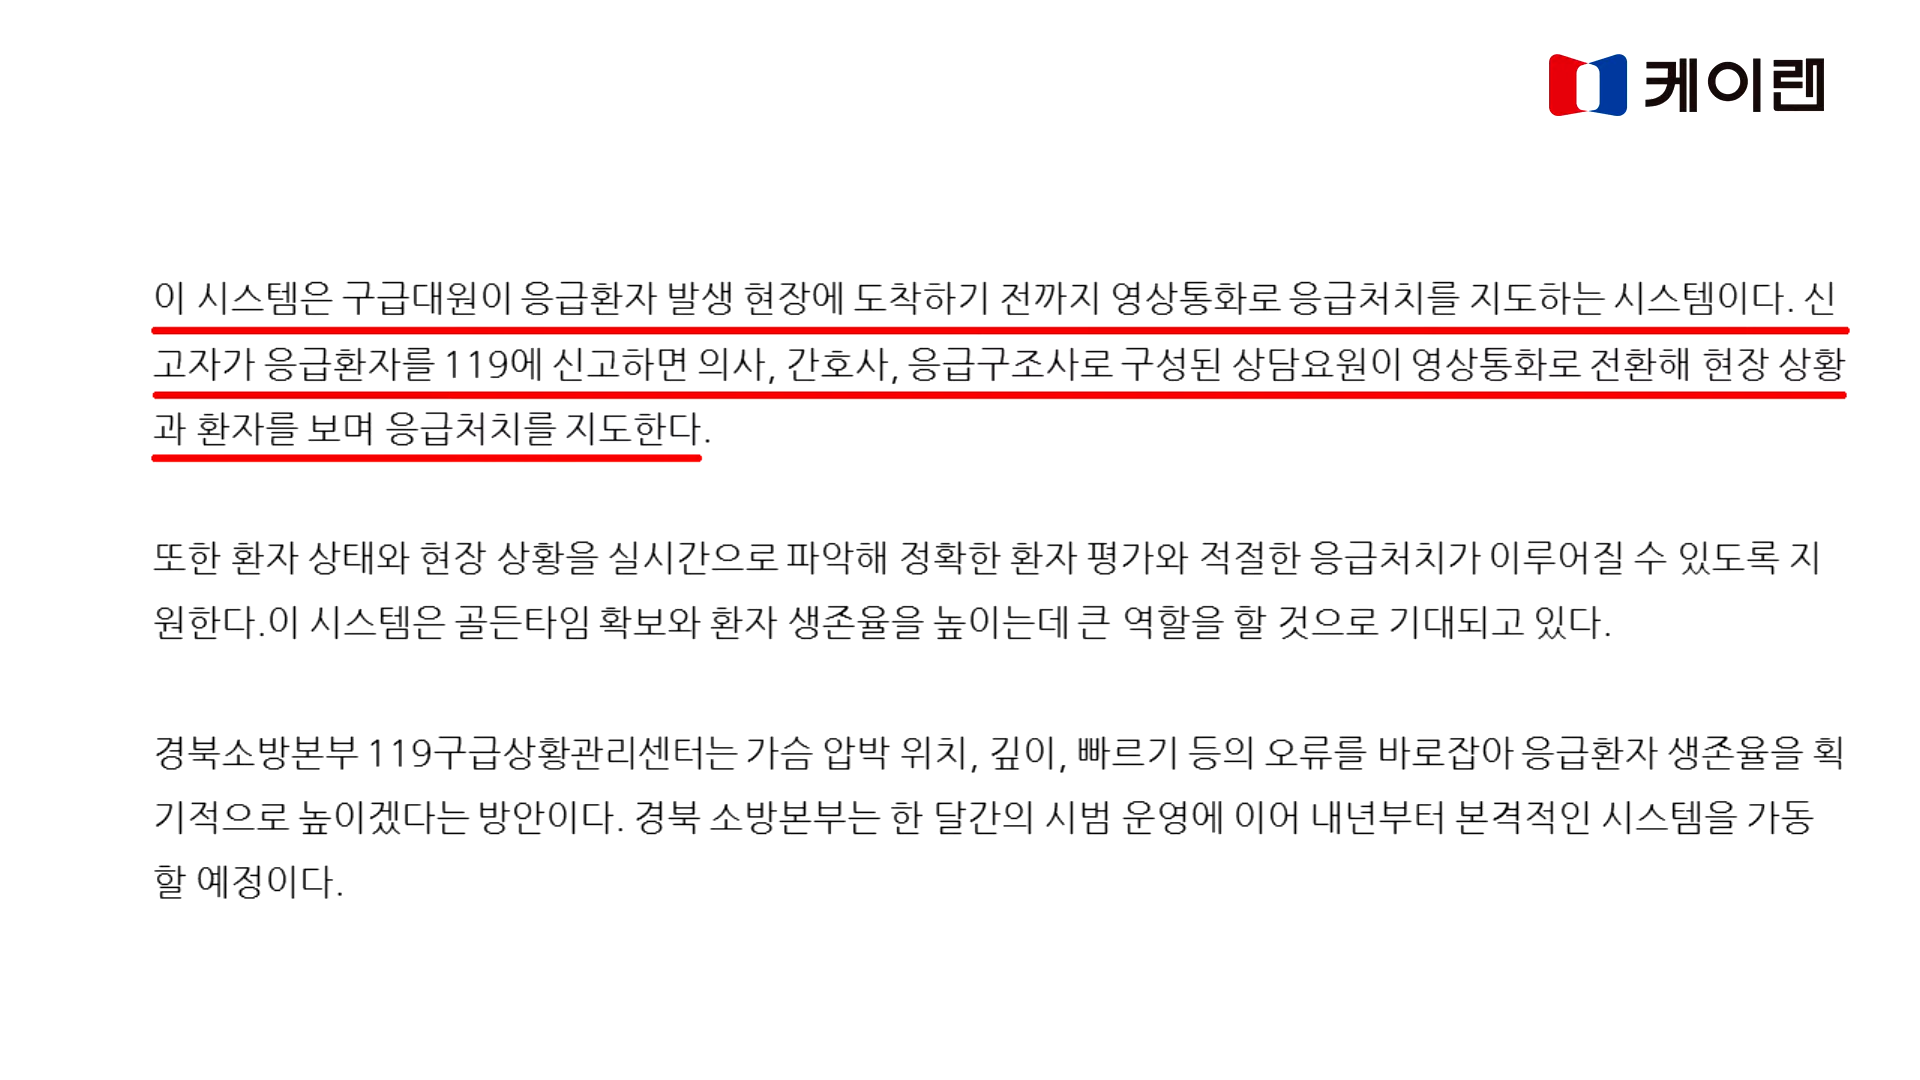 케이렌
이 시스템은 구급대원이 응급환자 발생 현장에 도착하기 전까지 영상통화로 응급처치를 지도하는 시스템이다. 신
고자가 응급환자를 119에 신고하면 의사, 간호사, 응급구조사로 구성된 상담요원이 영상통화로 전환해 현장 상황
과 환자를 보며 응급처치를 지도한다.
또한 환자 상태와 현장 상황을 실시간으로 파악해 정확한 환자 평가와 적절한 응급처치가 이루어질 수 있도록 지
원한다.이 시스템은 골든타임 확보와 환자 생존율을 높이는데 큰 역할을 할 것으로 기대되고 있다.
경북소방본부 119구급상황관리센터는 가슴 압박 위치, 깊이, 빠르기 등의 오류를 바로잡아 응급환자 생존율을 획
기적으로 높이겠다는 방안이다. 경북 소방본부는 한 달간의 시범 운영에 이어 내년부터 본격적인 시스템을 가동
할 예정이다.